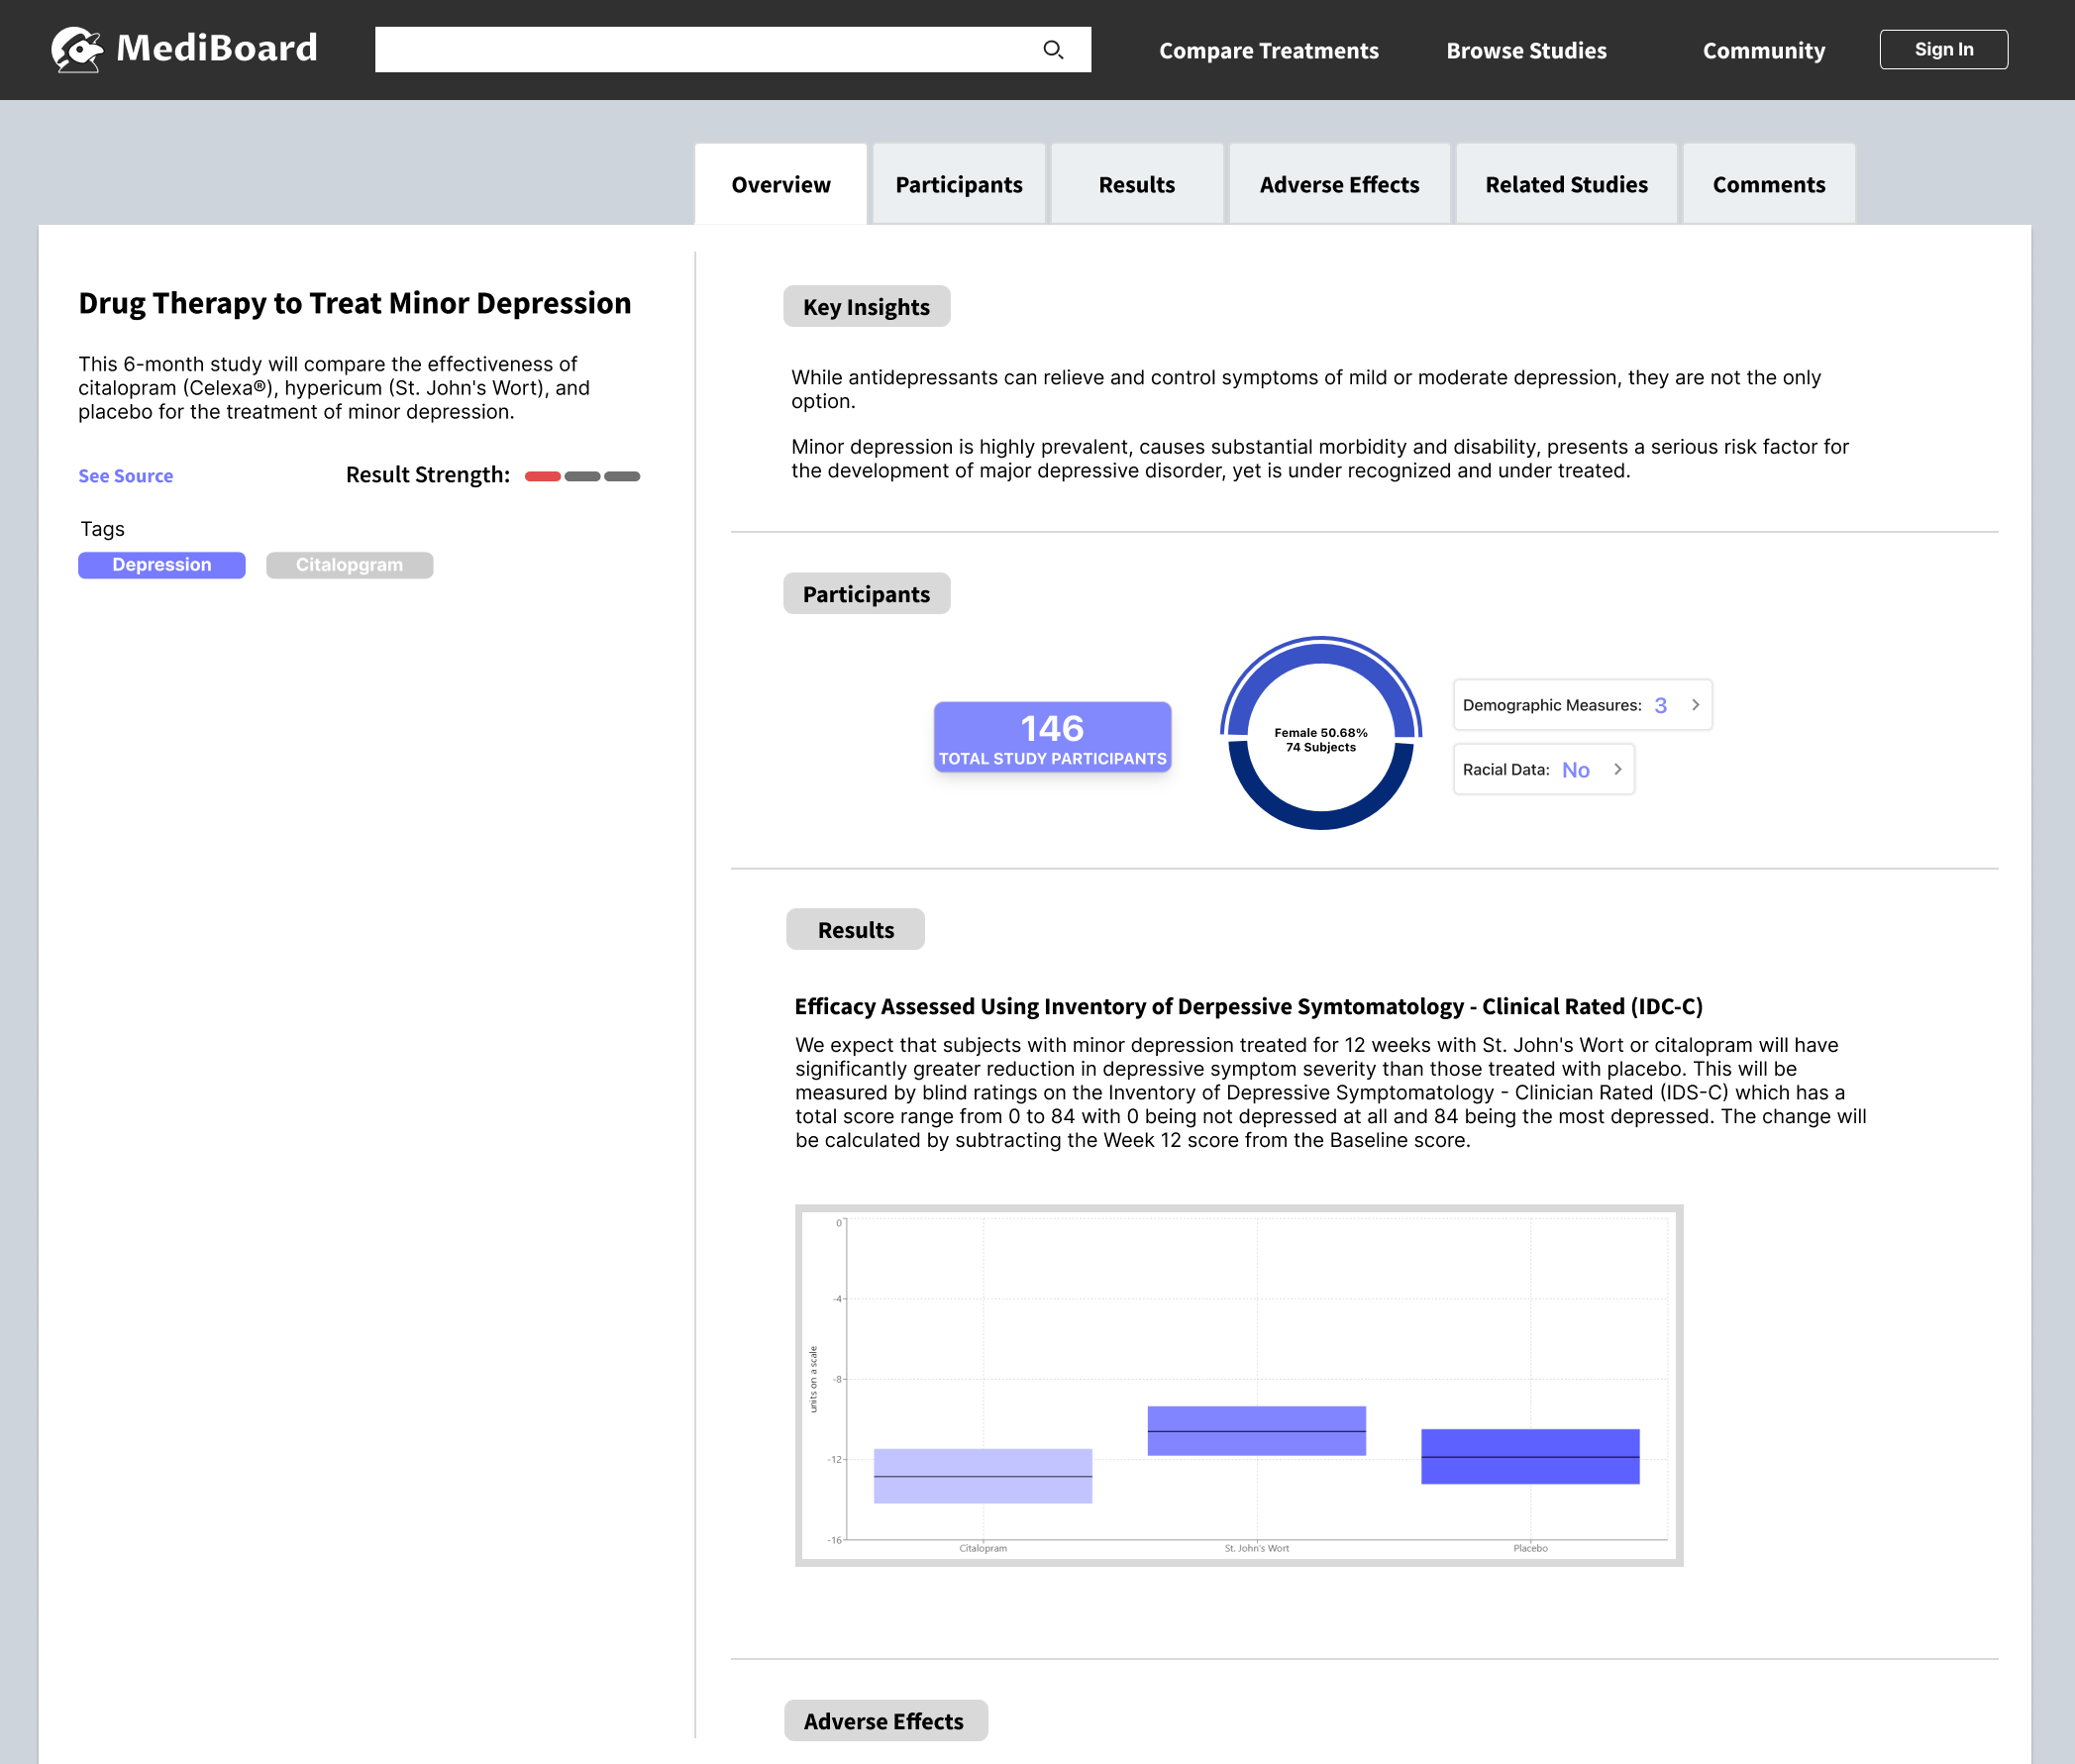 MediBoard
Compare Treatments
Browse Studies
Community
Sign In
Overview
Participants
Results
Adverse Effects
Related Studies
Comments
Drug Therapy to Treat Minor Depression
This 6-month study will compare the effectiveness of
citalopram (Celexa®), hypericum (St. John's Wort), and
placebo for the treatment of minor depression.
See Source
Result Strength:
Tags
Depression
Citalopgram
Key Insights
While antidepressants can relieve and control symptoms of mild or moderate depression, they are not the only
option.
Minor depression is highly prevalent, causes substantial morbidity and disability, presents a serious risk factor for
the development of major depressive disorder, yet is under recognized and under treated.
Participants
146
TOTAL STUDY PARTICIPANTS
Female 50.68%
74 Subjects
Demographic Measures: 3
Racial Data: No
Results
Efficacy Assessed Using Inventory of Derpessive Symtomatology - Clinical Rated (IDC-C)
We expect that subjects with minor depression treated for 12 weeks with St. John's Wort or citalopram will have
significantly greater reduction in depressive symptom severity than those treated with placebo. This will be
measured by blind ratings on the Inventory of Depressive Symptomatology - Clinician Rated (IDS-C) which has a
total score range from 0 to 84 with 0 being not depressed at all and 84 being the most depressed. The change will
be calculated by subtracting the Week 12 score from the Baseline score.
0
-4
-8
-12
-16
units on a scale
Citalopram
St. John's Wort
Placebo
Adverse Effects